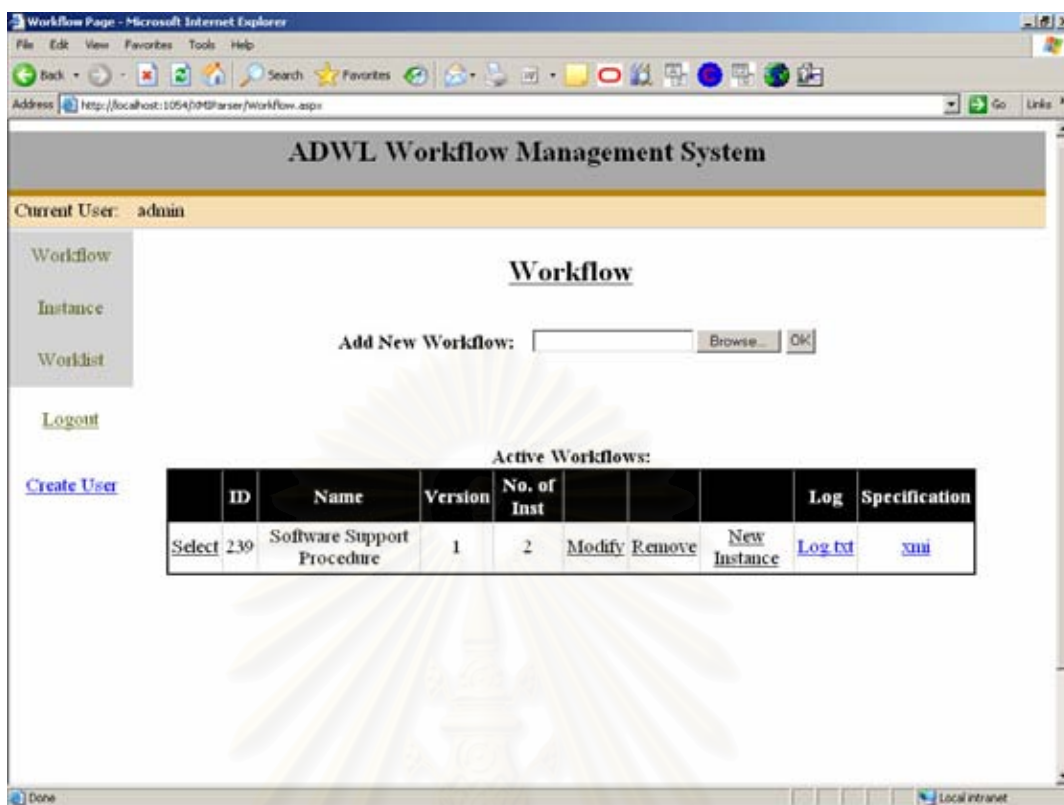 Workflow Page - Microsoft Internet Explorer
File Edit View Favorites Tools Help
Back Search Favorites
Address http://localhost:1054/XMIParser/Workflow.aspx Go Links
ADWL Workflow Management System
Current User: admin
Workflow
Instance
Worklist
Logout
Create User
Workflow
Add New Workflow: Browse... OK
Active Workflows:
ID Name Version No. of Inst Log Specification
Select 239 Software Support Procedure 1 2 Modify Remove New Instance Log.txt xmi
Done Local intranet